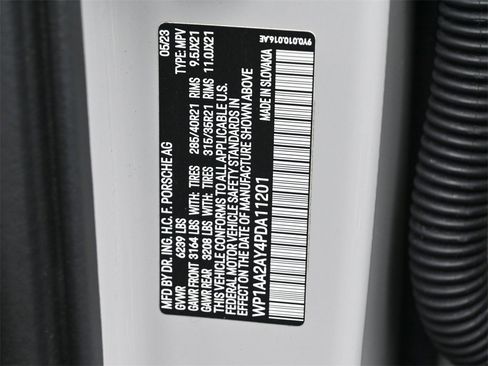 MFD BY DR. ING. H.C. F. PORSCHE AG 05/23
GVWR 6289 LBS TYPE: MPV
GAWR FRONT 3164 LBS WITH: TIRES 285/40R21 RIMS 9.5JX21
GAWR REAR 3208 LBS WITH: TIRES 315/35R21 RIMS 11.0JX21
THIS VEHICLE CONFORMS TO ALL APPLICABLE U.S.
FEDERAL MOTOR VEHICLE SAFETY STANDARDS IN
EFFECT ON THE DATE OF MANUFACTURE SHOWN ABOVE
WP1AA2AY4PDA11201 MADE IN SLOVAKIA
9Y0.010.016.AE